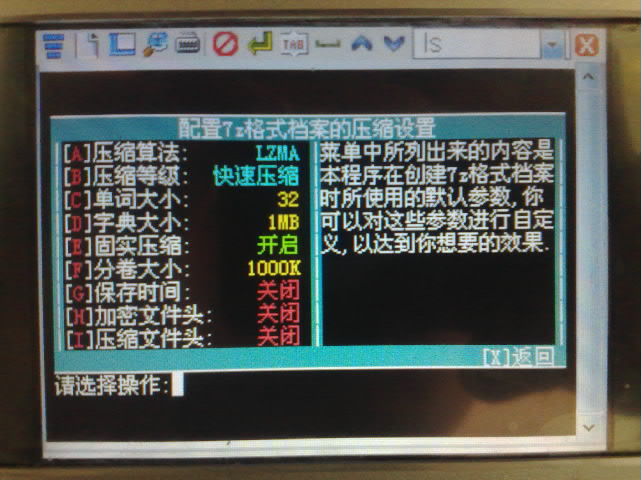 TAB
ls
配置7z格式档案的压缩设置
[A]压缩算法: LZMA
[B]压缩等级: 快速压缩
[C]单词大小: 32
[D]字典大小: 1MB
[E]固实压缩: 开启
[F]分卷大小: 1000K
[G]保存时间: 关闭
[H]加密文件头: 关闭
[I]压缩文件头: 关闭
菜单中所列出来的内容是
本程序在创建7z格式档案
时所使用的默认参数,你
可以对这些参数进行自定
义,以达到你想要的效果.
[X]返回
请选择操作: